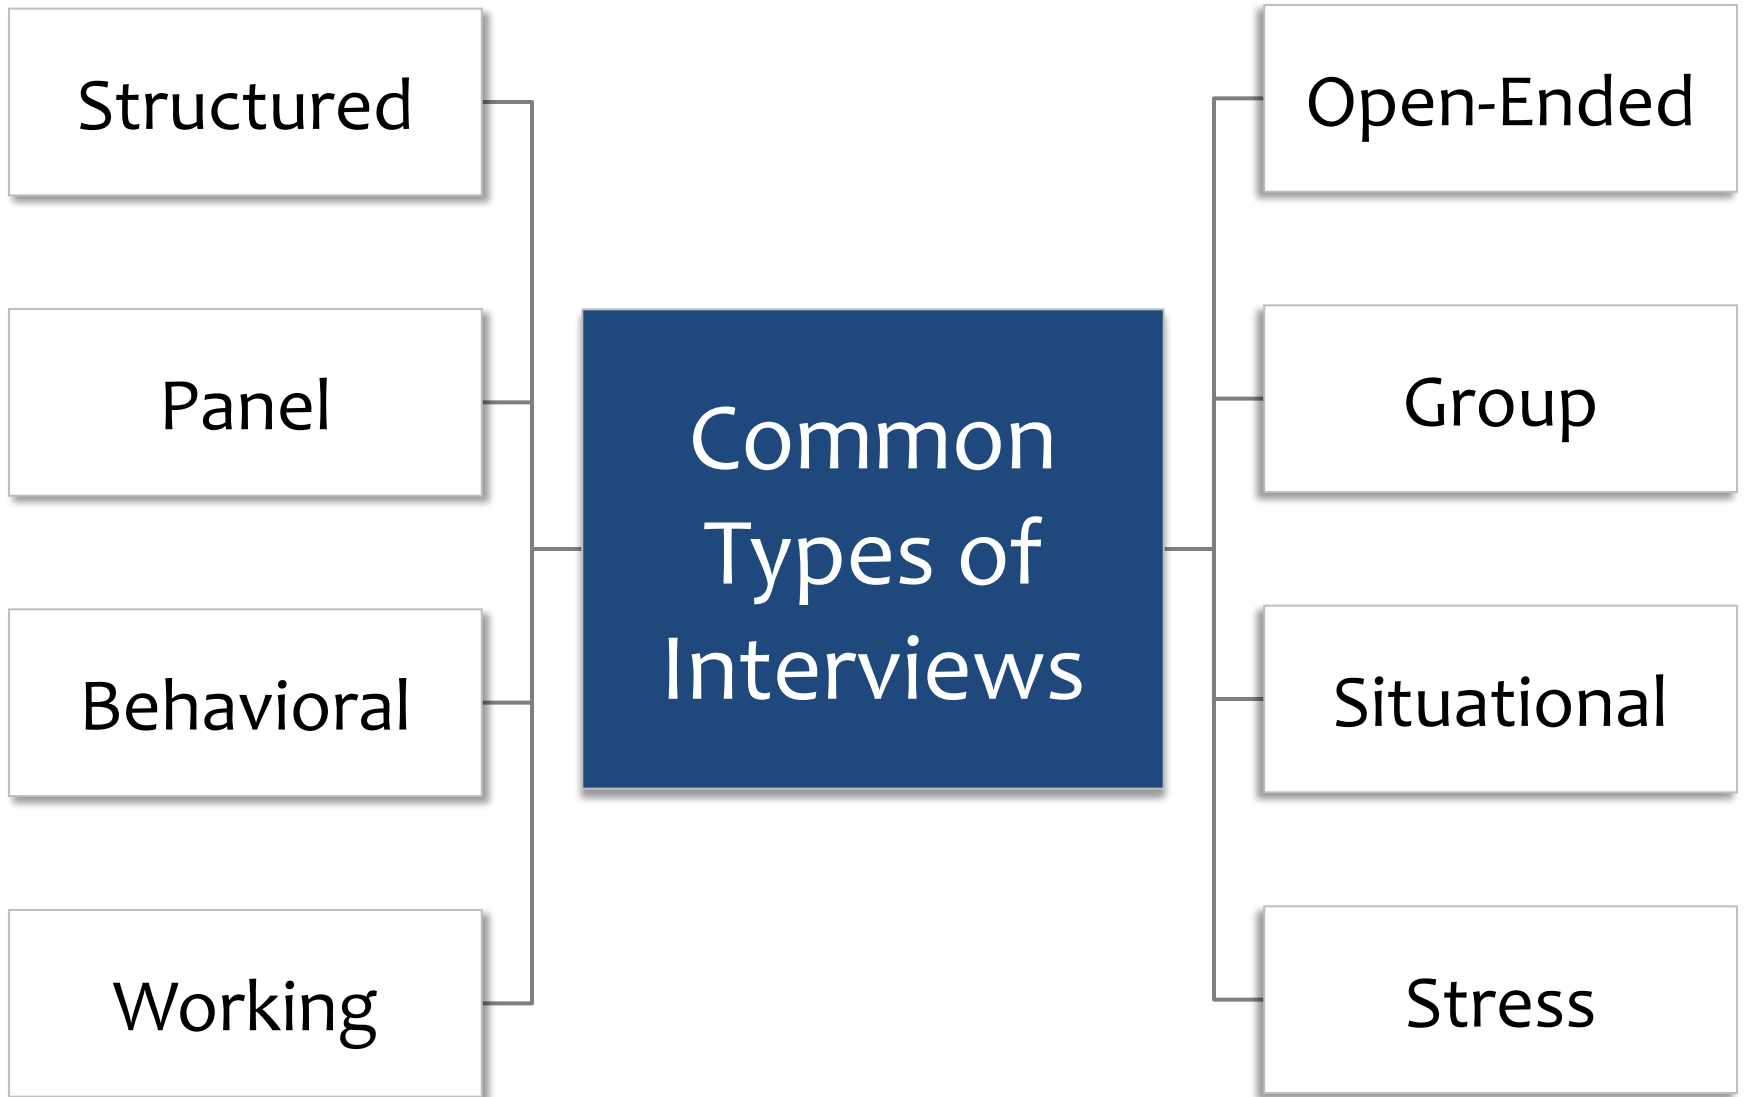 Structured
Panel
Behavioral
Working
Common
Types of
Interviews
Open-Ended
Group
Situational
Stress